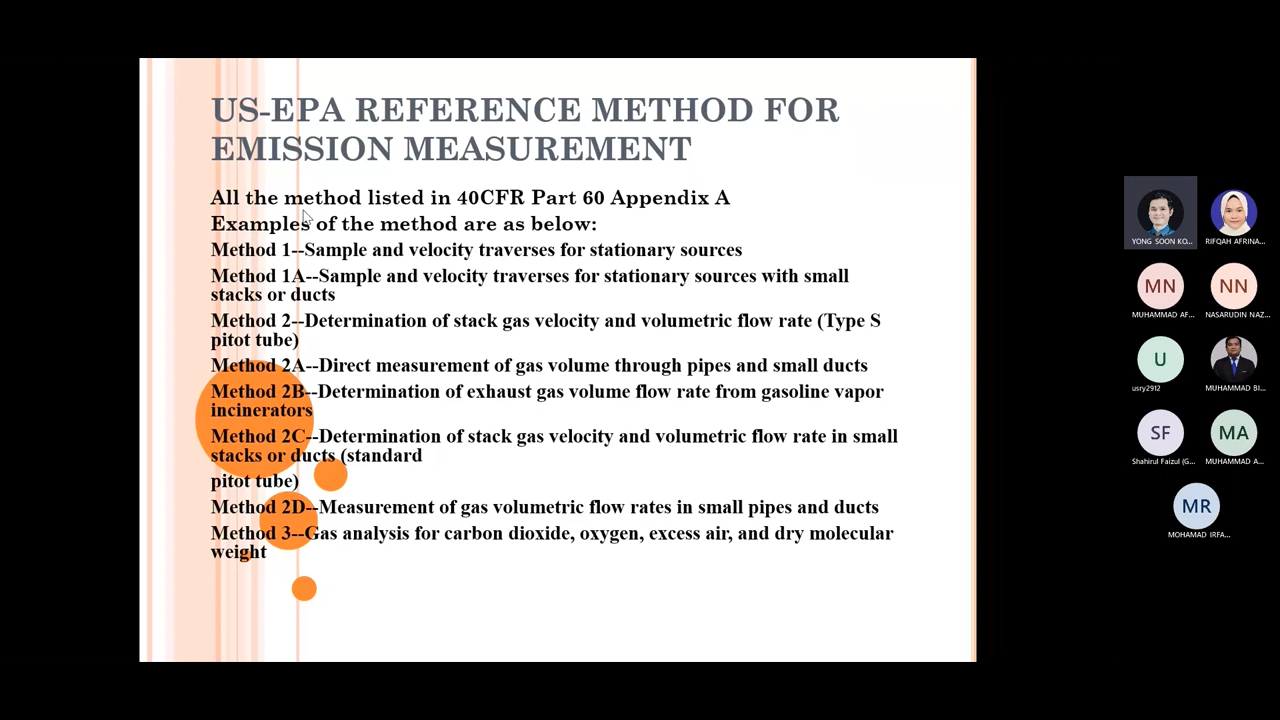 US-EPA REFERENCE METHOD FOR
EMISSION MEASUREMENT
All the method listed in 40CFR Part 60 Appendix A
Examples of the method are as below:
Method 1--Sample and velocity traverses for stationary sources
Method 1A--Sample and velocity traverses for stationary sources with small
stacks or ducts
Method 2--Determination of stack gas velocity and volumetric flow rate (Type S
pitot tube)
Method 2A--Direct measurement of gas volume through pipes and small ducts
Method 2B--Determination of exhaust gas volume flow rate from gasoline vapor
incinerators
Method 2C--Determination of stack gas velocity and volumetric flow rate in small
stacks or ducts (standard
pitot tube)
Method 2D--Measurement of gas volumetric flow rates in small pipes and ducts
Method 3--Gas analysis for carbon dioxide, oxygen, excess air, and dry molecular
weight
YONG SOON KO...
RIFQAH AFRINA...
MN
NN
MUHAMMAD AF...
NASARUDIN NAZ...
U
usry2912
MUHAMMAD BI...
SF
MA
Shahirul Faizul (G...
MUHAMMAD A...
MR
MOHAMAD IRFA...